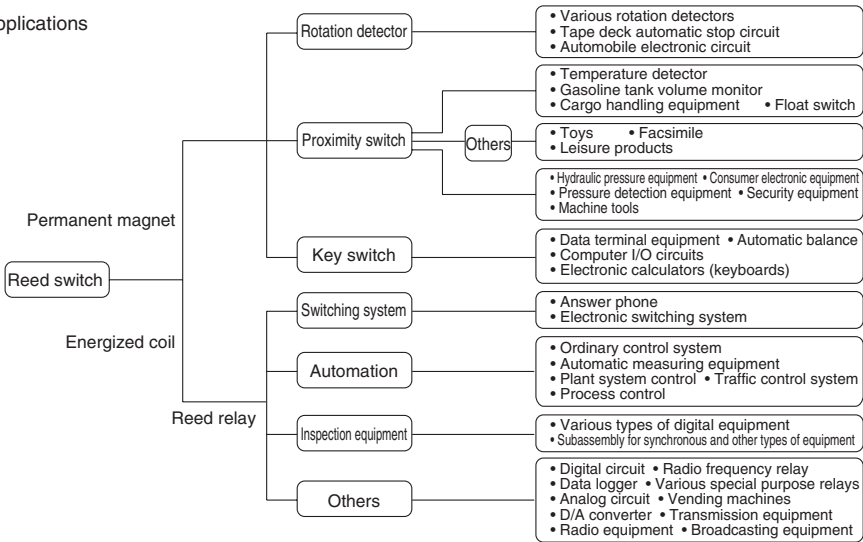 pplications
Rotation detector
• Various rotation detectors
• Tape deck automatic stop circuit
• Automobile electronic circuit
Proximity switch
• Temperature detector
• Gasoline tank volume monitor
• Cargo handling equipment • Float switch
Others
• Toys • Facsimile
• Leisure products
• Hydraulic pressure equipment • Consumer electronic equipment
• Pressure detection equipment • Security equipment
• Machine tools
Permanent magnet
Key switch
• Data terminal equipment • Automatic balance
• Computer I/O circuits
• Electronic calculators (keyboards)
Reed switch
Switching system
• Answer phone
• Electronic switching system
Energized coil
Automation
• Ordinary control system
• Automatic measuring equipment
• Plant system control • Traffic control system
• Process control
Reed relay
Inspection equipment
• Various types of digital equipment
• Subassembly for synchronous and other types of equipment
Others
• Digital circuit • Radio frequency relay
• Data logger • Various special purpose relays
• Analog circuit • Vending machines
• D/A converter • Transmission equipment
• Radio equipment • Broadcasting equipment